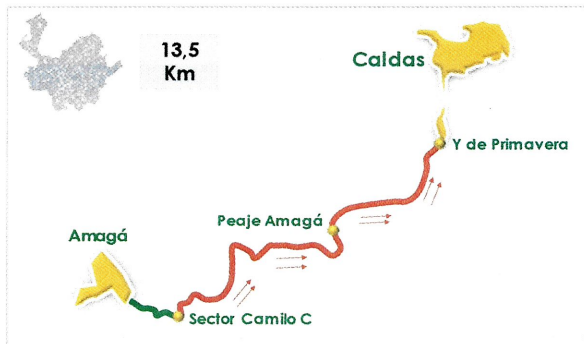 13,5
Km
Caldas
Y de Primavera
Peaje Amagá
Amagá
Sector Camilo C